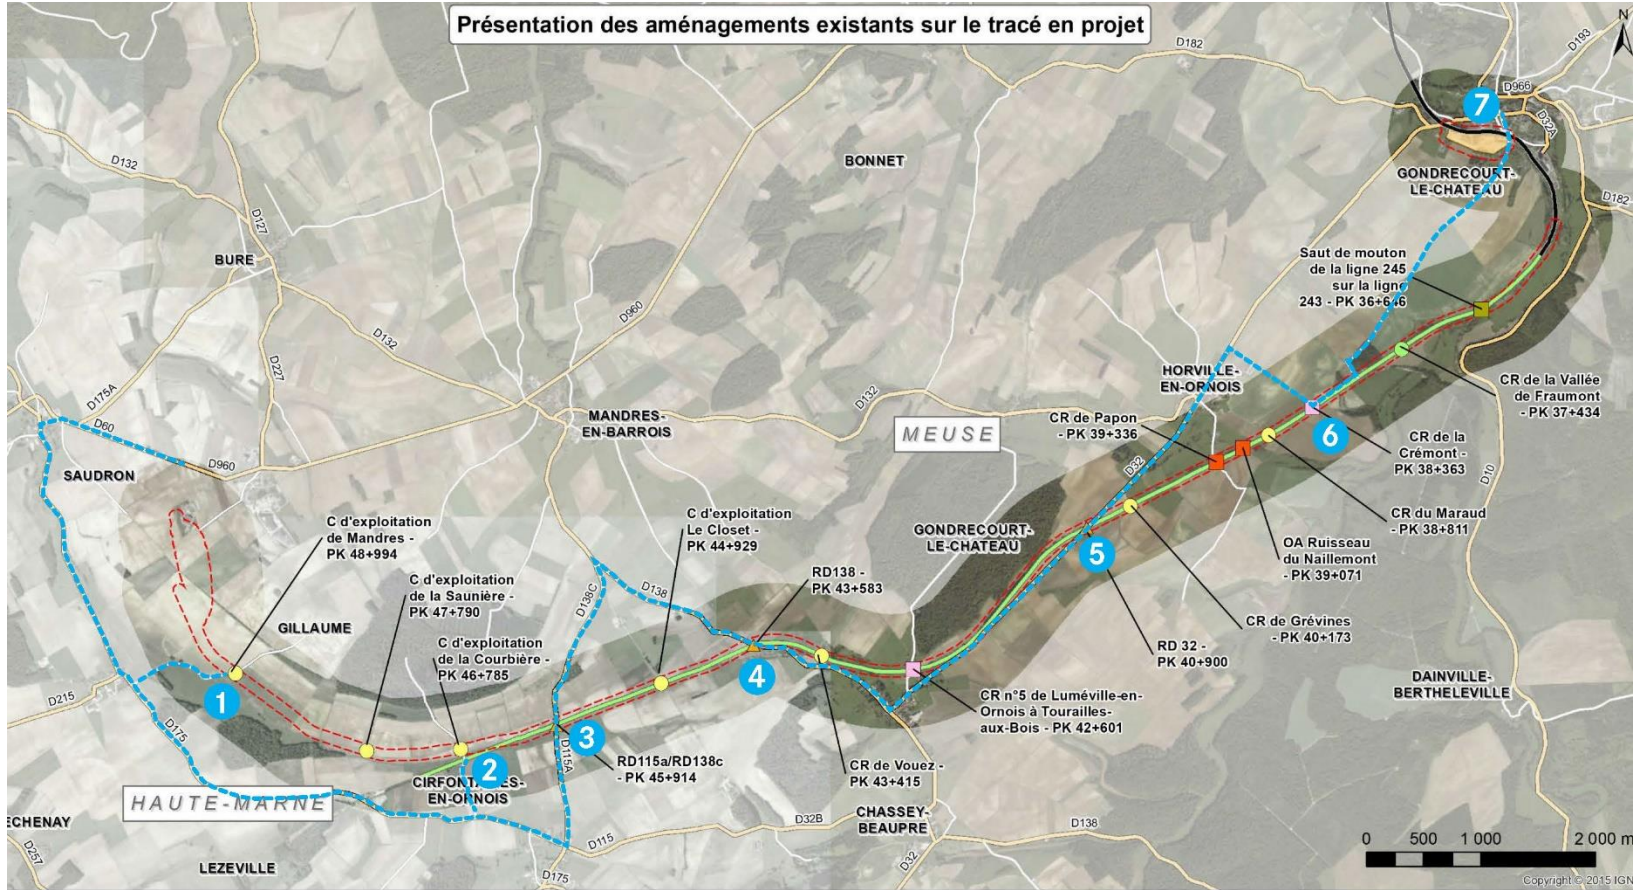 Présentation des aménagements existants sur le tracé en projet
N
D182
D193
D966
7
D32A
D132
BONNET
GONDRECOURT-
LE-CHATEAU
D182
D127
BURE
Saut de mouton
de la ligne 245
sur la ligne
243 - PK 36+646
D960
D132
D175A
D227
HORVILLE-
EN-ORNOIS
CR de la Vallée
de Fraumont
- PK 37+434
D132
MANDRES-
EN-BARROIS
CR de Papon
- PK 39+336
MEUSE
6
CR de la
Crémont -
PK 38+363
D60
D960
SAUDRON
D32
D10
C d'exploitation
de Mandres -
PK 48+994
C d'exploitation
Le Closet -
PK 44+929
GONDRECOURT-
LE-CHATEAU
CR du Maraud
- PK 38+811
5
OA Ruisseau
du Naillemont
- PK 39+071
C d'exploitation
de la Saunière -
PK 47+790
D138C
D138
RD138 -
PK 43+583
GILLAUME
C d'exploitation
de la Courbière -
PK 46+785
CR de Grévines
- PK 40+173
RD 32 -
PK 40+900
DAINVILLE-
BERTHELEVILLE
4
D215
1
CR n°5 de Luméville-en-
Ornois à Tourailles-
aux-Bois - PK 42+601
D175
3
2
D115A
RD115a/RD138c
- PK 45+914
CR de Vouez -
PK 43+415
CIRFONTAINES-
EN-ORNOIS
HAUTE-MARNE
ECHENAY
CHASSEY-
BEAUPRE
D32B
D138
D115
D257
LEZEVILLE
D175
D32
0 500 1 000 2 000 m
Copyright © 2015 IGN